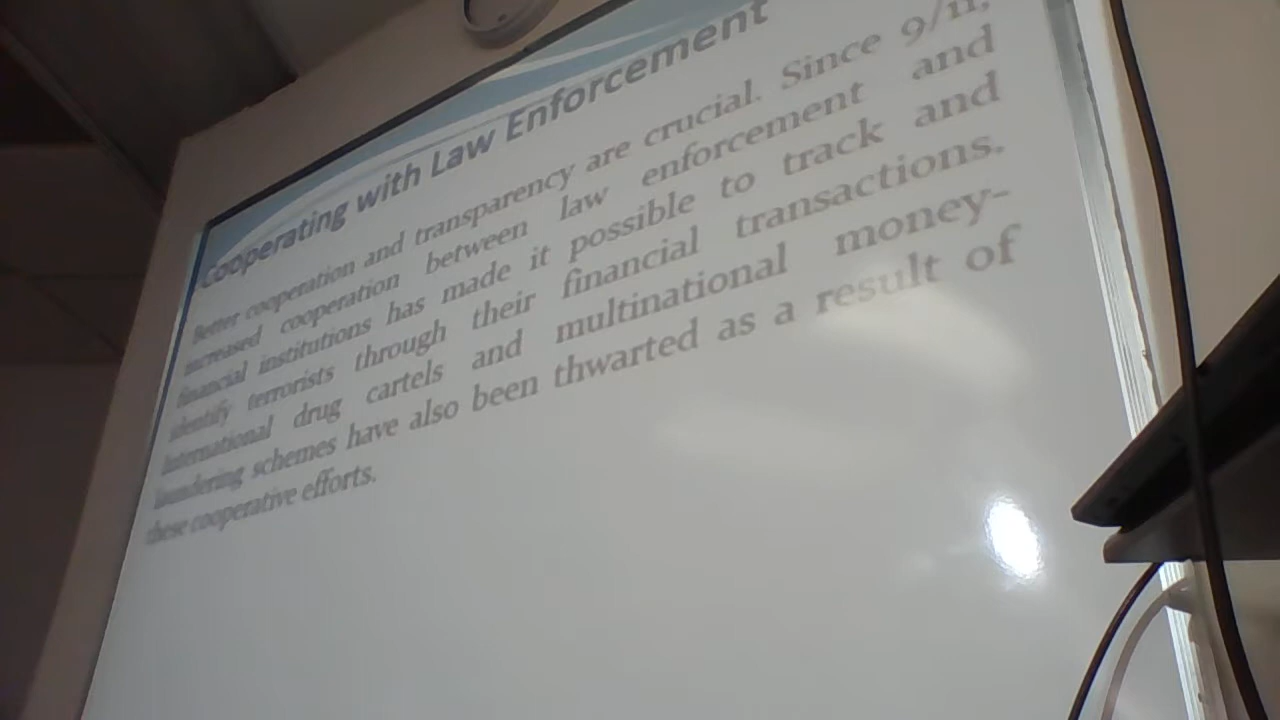 Cooperating with Law Enforcement
Better cooperation and transparency are crucial. Since 9/11,
increased cooperation between law enforcement and
financial institutions has made it possible to track and
identify terrorists through their financial transactions.
International drug cartels and multinational money-
laundering schemes have also been thwarted as a result of
these cooperative efforts.